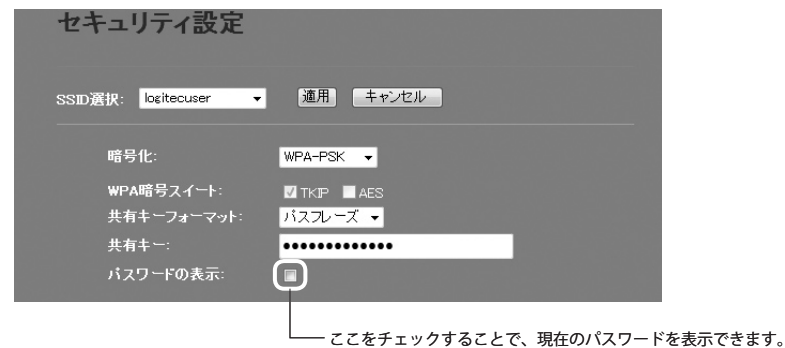 セキュリティ設定
SSID選択: logitecuser 適用 キャンセル
暗号化: WPA-PSK
WPA暗号スイート: TKIP AES
共有キーフォーマット: パスフレーズ
共有キー: ●●●●●●●●●●●●●
パスワードの表示:
ここをチェックすることで、現在のパスワードを表示できます。